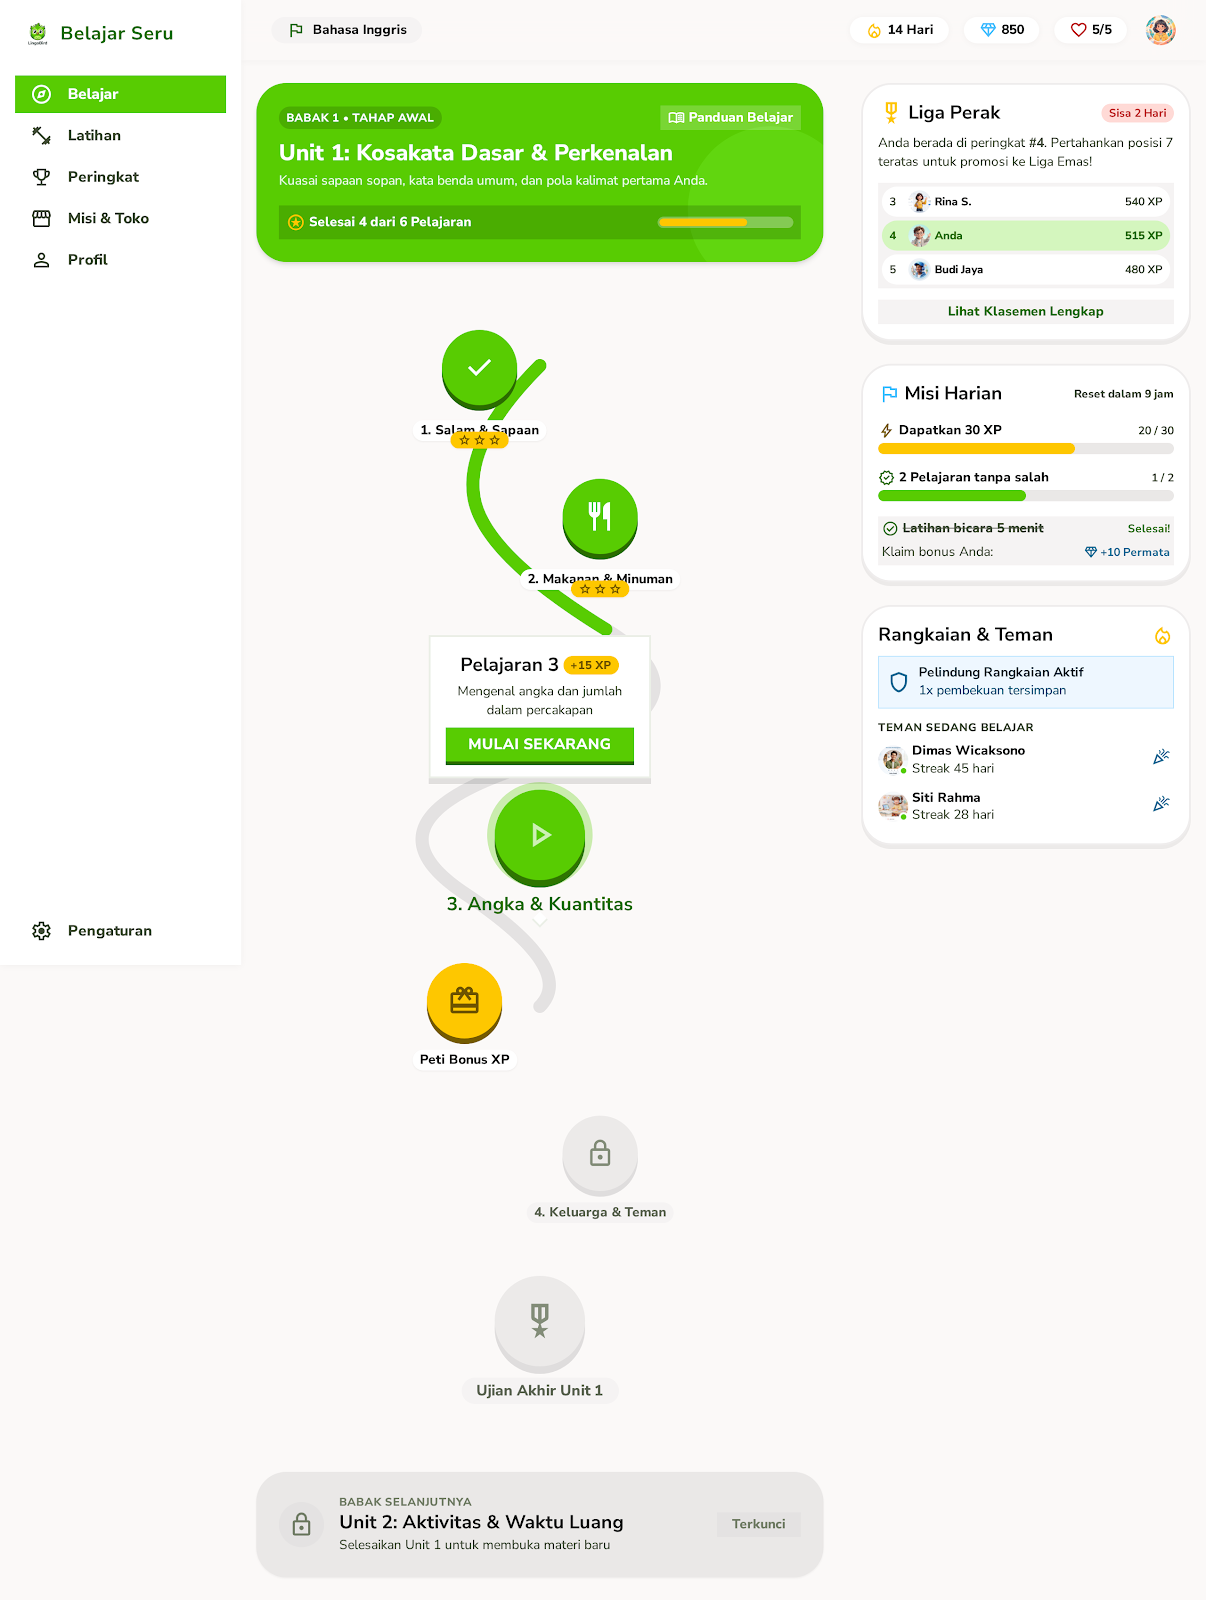 Belajar Seru
Belajar
Latihan
Peringkat
Misi & Toko
Profil
Pengaturan
Bahasa Inggris
14 Hari
850
5/5
BABAK 1 • TAHAP AWAL
Panduan Belajar
Unit 1: Kosakata Dasar & Perkenalan
Kuasai sapaan sopan, kata benda umum, dan pola kalimat pertama Anda.
Selesai 4 dari 6 Pelajaran
1. Salam & Sapaan
2. Makanan & Minuman
Pelajaran 3 +15 XP
Mengenal angka dan jumlah
dalam percakapan
MULAI SEKARANG
3. Angka & Kuantitas
Peti Bonus XP
4. Keluarga & Teman
Ujian Akhir Unit 1
BABAK SELANJUTNYA
Unit 2: Aktivitas & Waktu Luang
Selesaikan Unit 1 untuk membuka materi baru
Terkunci
Liga Perak
Sisa 2 Hari
Anda berada di peringkat #4. Pertahankan posisi 7
teratas untuk promosi ke Liga Emas!
3 Rina S. 540 XP
4 Anda 515 XP
5 Budi Jaya 480 XP
Lihat Klasemen Lengkap
Misi Harian
Reset dalam 9 jam
Dapatkan 30 XP 20 / 30
2 Pelajaran tanpa salah 1 / 2
Latihan bicara 5 menit Selesai!
Klaim bonus Anda: +10 Permata
Rangkaian & Teman
Pelindung Rangkaian Aktif
1x pembekuan tersimpan
TEMAN SEDANG BELAJAR
Dimas Wicaksono
Streak 45 hari
Siti Rahma
Streak 28 hari